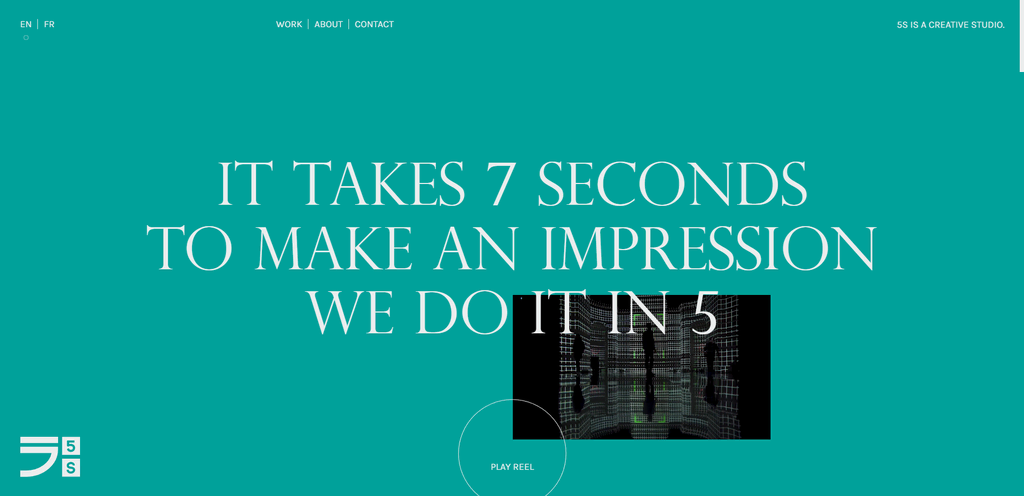 EN | FR
WORK | ABOUT | CONTACT
5S IS A CREATIVE STUDIO.
IT TAKES 7 SECONDS
TO MAKE AN IMPRESSION
WE DO IT IN 5
PLAY REEL
5
S